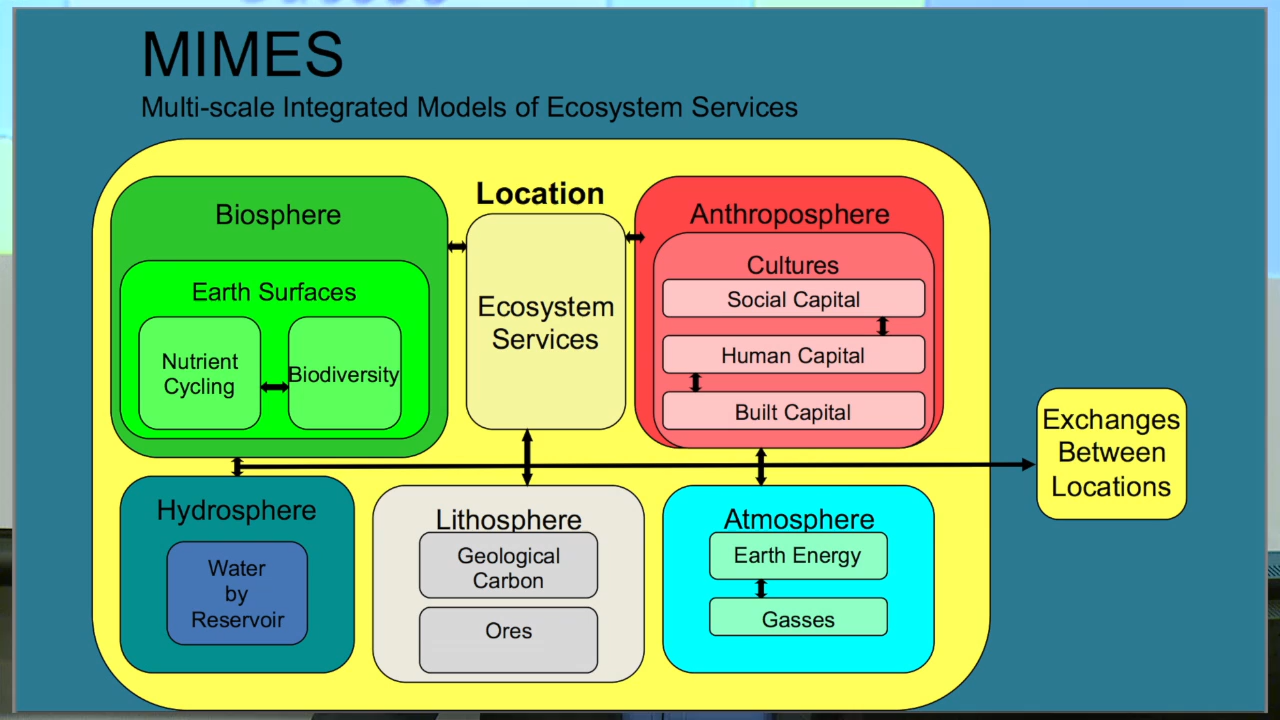 MIMES
Multi-scale Integrated Models of Ecosystem Services
Location
Biosphere
Earth Surfaces
Nutrient
Cycling
Biodiversity
Ecosystem
Services
Anthroposphere
Cultures
Social Capital
Human Capital
Built Capital
Exchanges
Between
Locations
Hydrosphere
Water
by
Reservoir
Lithosphere
Geological
Carbon
Ores
Atmosphere
Earth Energy
Gasses